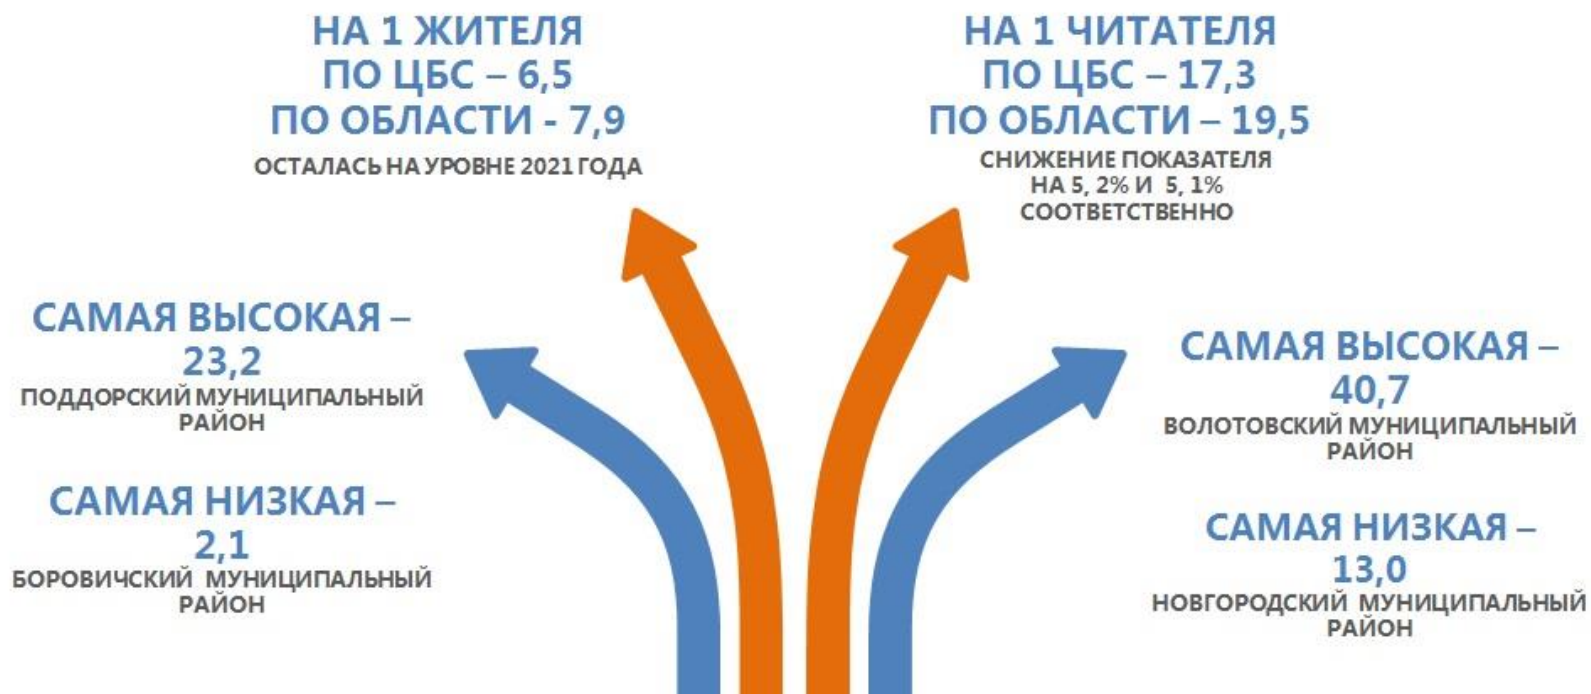 НА 1 ЖИТЕЛЯ
ПО ЦБС – 6,5
ПО ОБЛАСТИ - 7,9
ОСТАЛАСЬ НА УРОВНЕ 2021 ГОДА
НА 1 ЧИТАТЕЛЯ
ПО ЦБС – 17,3
ПО ОБЛАСТИ – 19,5
СНИЖЕНИЕ ПОКАЗАТЕЛЯ
НА 5, 2% И 5, 1%
СООТВЕТСТВЕННО
САМАЯ ВЫСОКАЯ –
23,2
ПОДДОРСКИЙ МУНИЦИПАЛЬНЫЙ
РАЙОН
САМАЯ НИЗКАЯ –
2,1
БОРОВИЧСКИЙ МУНИЦИПАЛЬНЫЙ
РАЙОН
САМАЯ ВЫСОКАЯ –
40,7
ВОЛОТОВСКИЙ МУНИЦИПАЛЬНЫЙ
РАЙОН
САМАЯ НИЗКАЯ –
13,0
НОВГОРОДСКИЙ МУНИЦИПАЛЬНЫЙ
РАЙОН